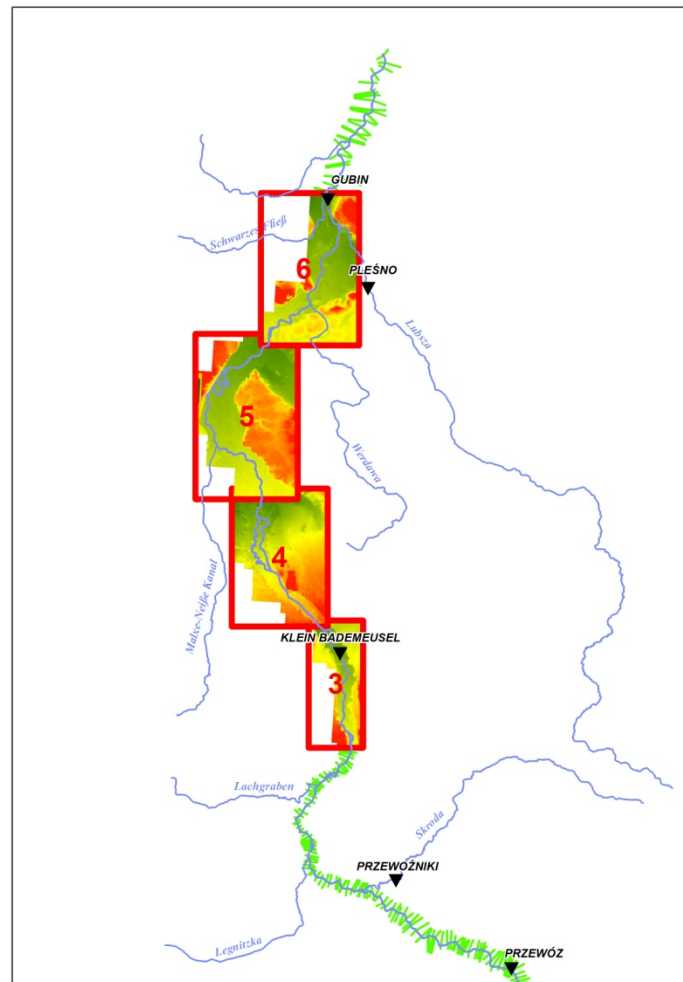 GUBIN
Schwarzes Fließ
6
PLEŚNO
Lubsza
5
Werdawa
4
Malxe-Neiße Kanal
KLEIN BADEMEUSEL
3
Lachgraben
Skroda
PRZEWOŹNIKI
Legnitzka
PRZEWÓZ